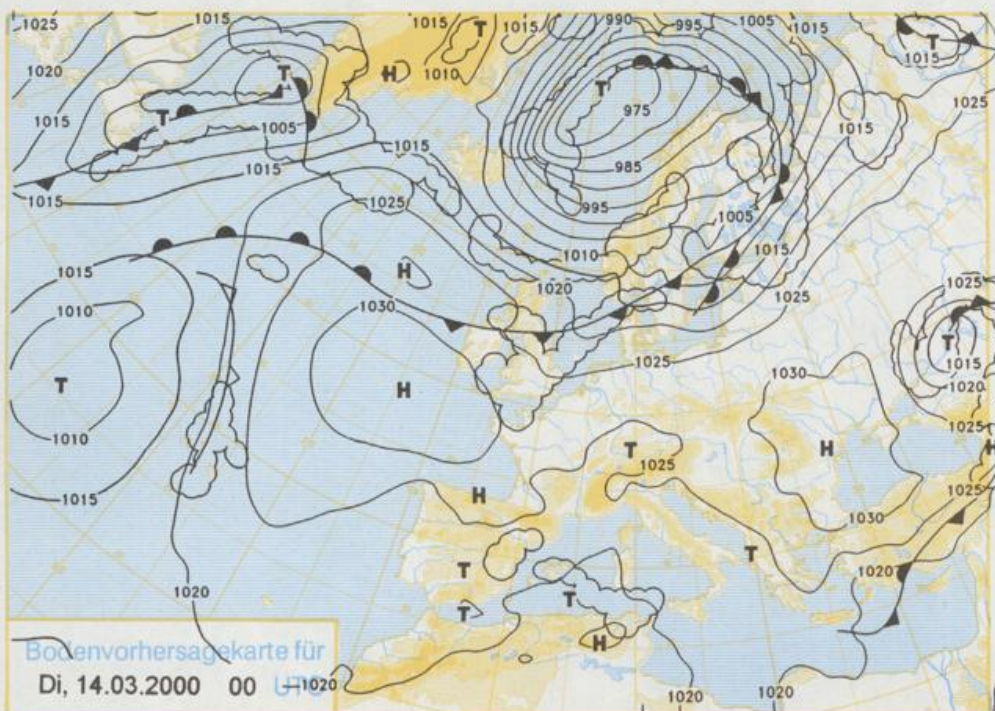 1025 1015 T 1015 990 995 1005 1015
1020 T H 1010 T
T T 975 1025
1015 1005 1015 1015
1015 985
1015 1025 995 1005
1015 H 1010 1015
1010 1030 1020 1025 1025
T H 1025 1030 T 1015
1010 1020
1015 T 1025 H 1025 H
H 1030 1025
T T 1020
1020 T T
H
Bodenvorhersagekarte für
Di, 14.03.2000 00 UTC 1020 1020 1020